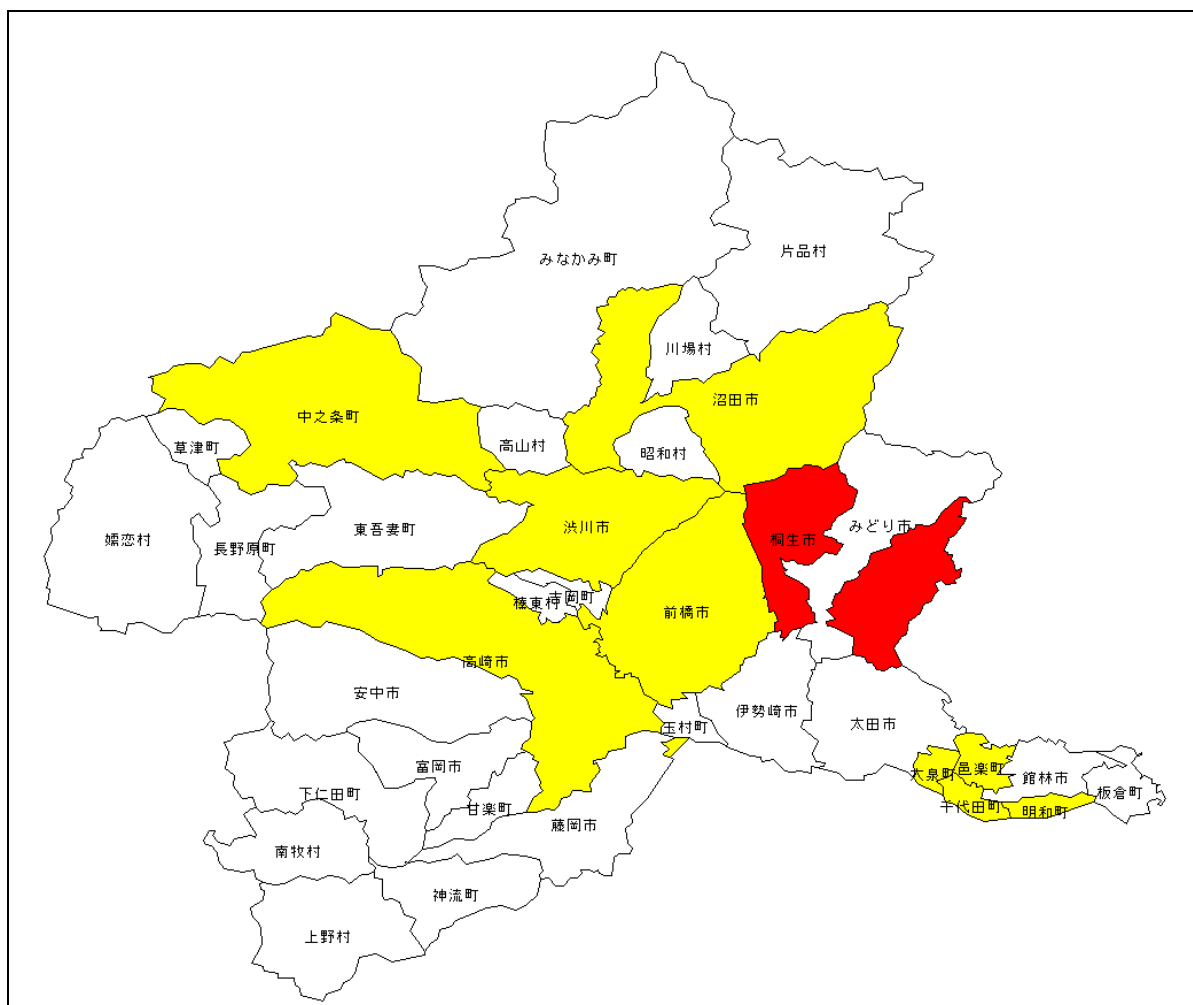 みなかみ町
片品村
川場村
沼田市
中之条町
高山村
昭和村
草津町
嬬恋村
長野原町
東吾妻町
渋川市
桐生市
みどり市
榛東村
吉岡町
前橋市
高崎市
安中市
玉村町
伊勢崎市
太田市
富岡市
大泉町
邑楽町
館林市
板倉町
下仁田町
甘楽町
千代田町
明和町
藤岡市
南牧村
神流町
上野村